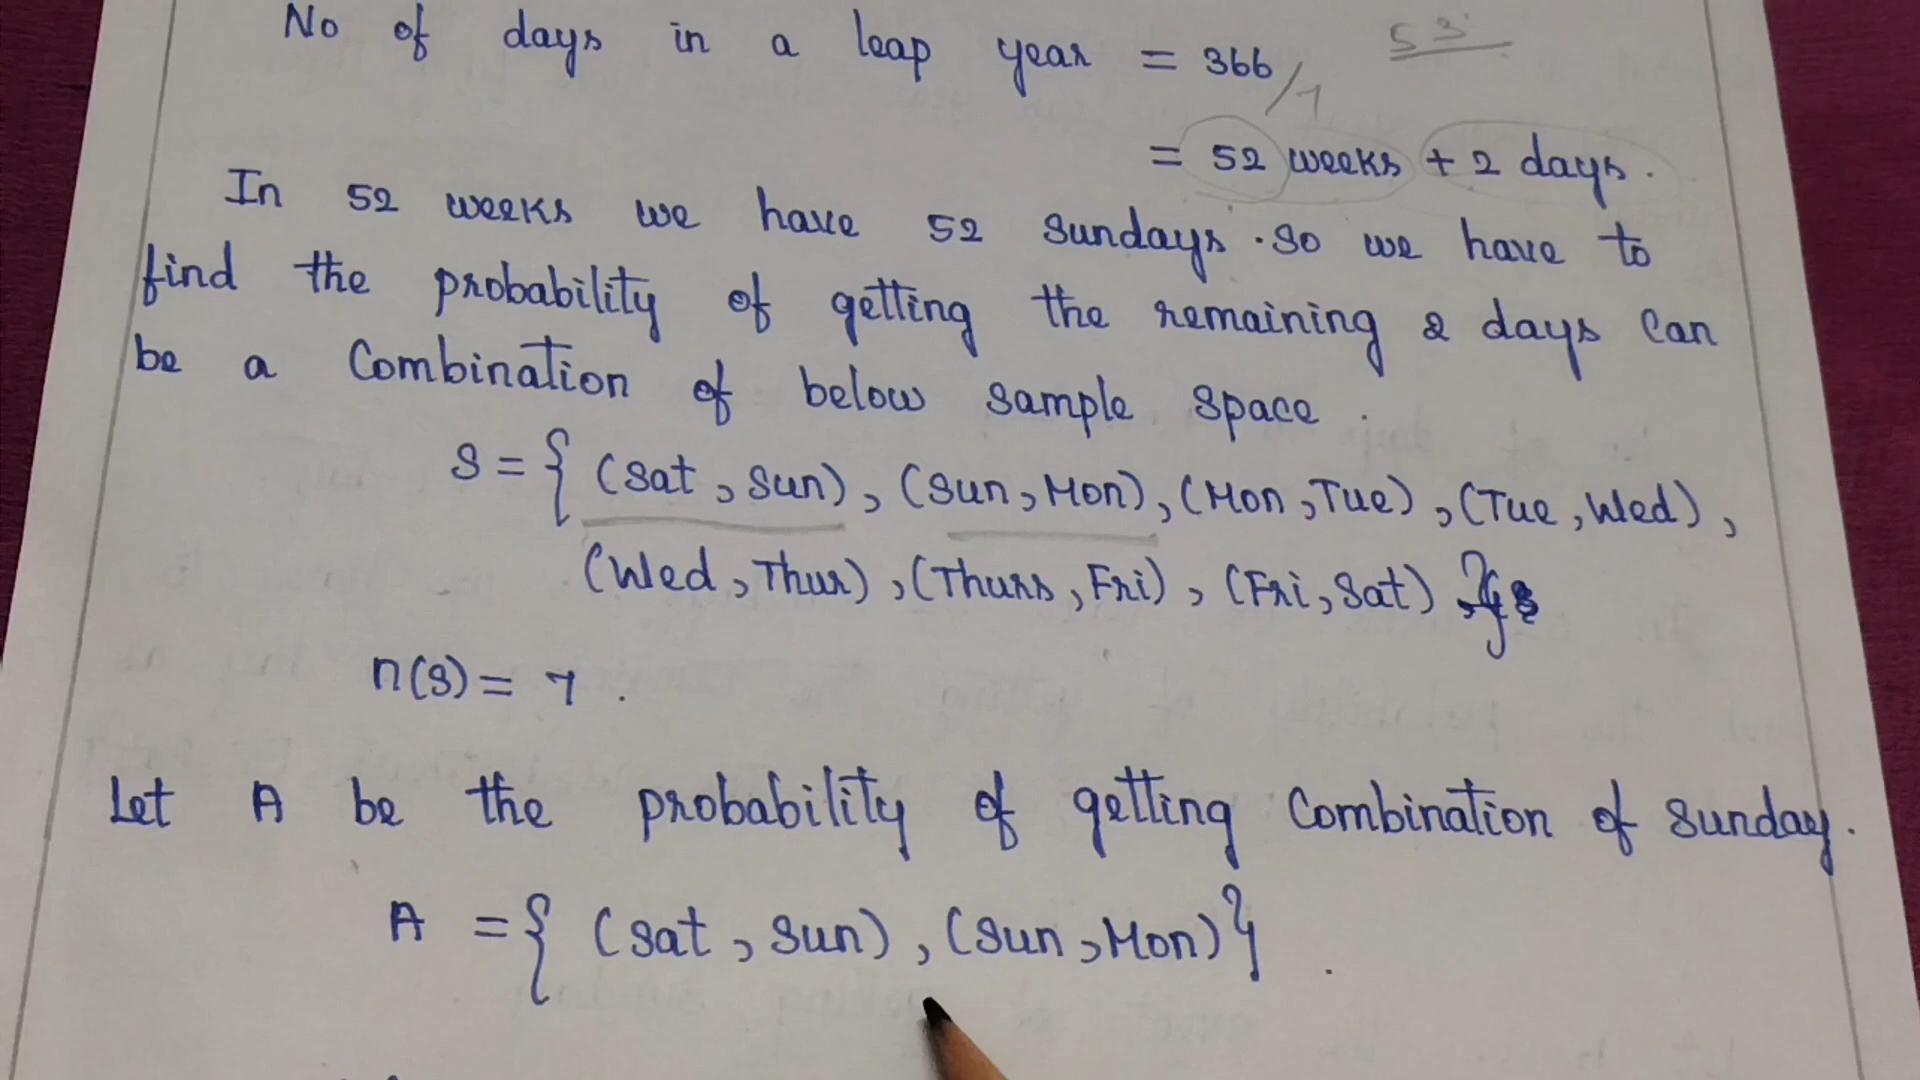 No of days in a leap year = 366/7
53
= 52 weeks + 2 days.
In 52 weeks we have 52 Sundays. So we have to
find the probability of getting the remaining 2 days can
be a combination of below sample space.
S = { (Sat, Sun), (Sun, Mon), (Mon, Tue), (Tue, Wed),
(Wed, Thur), (Thurs, Fri), (Fri, Sat) }
n(S) = 7.
Let A be the probability of getting combination of Sunday.
A = { (Sat, Sun), (Sun, Mon) }.